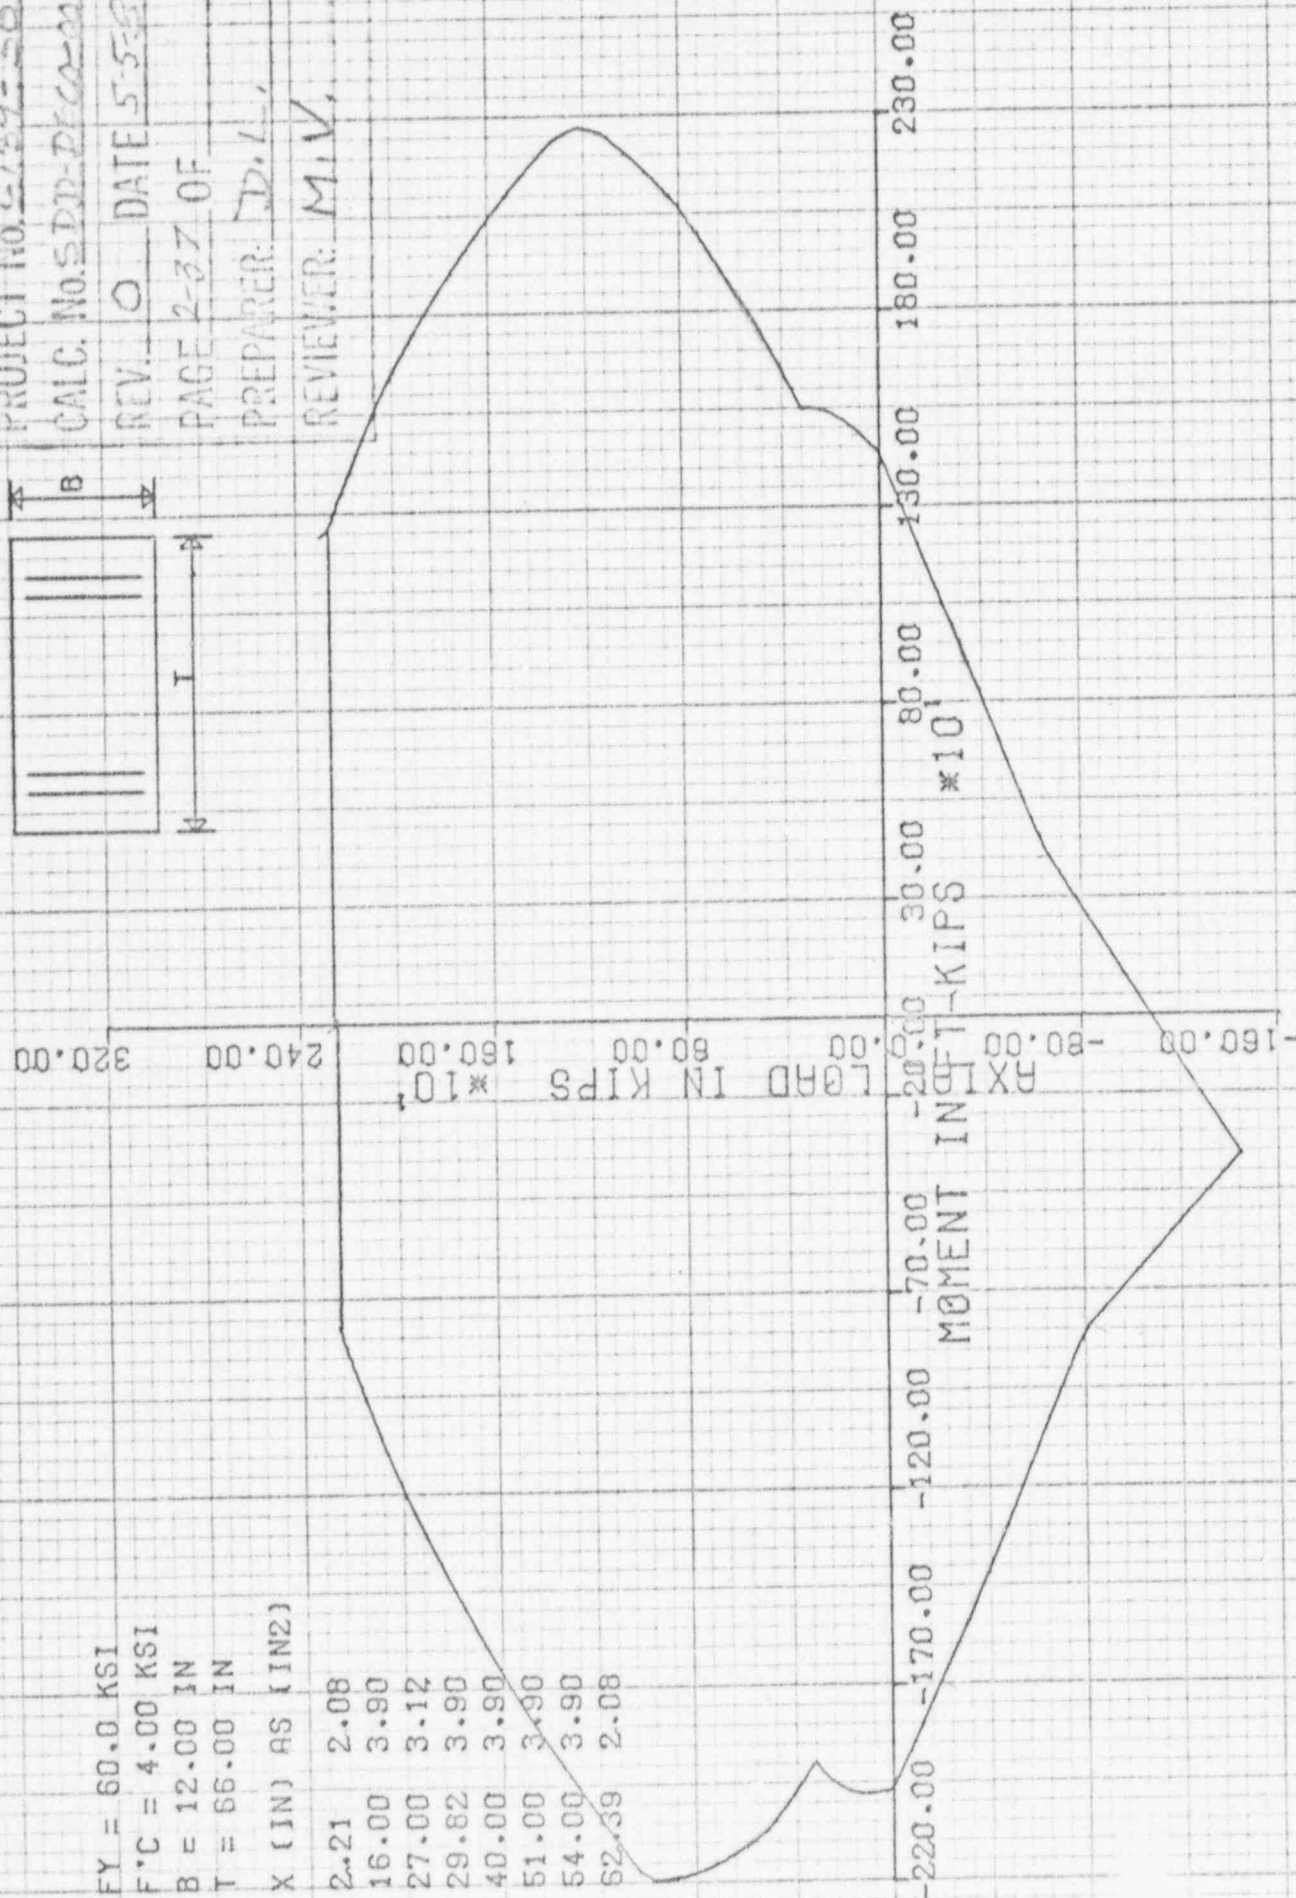 FY = 60.0 KSI
F'C = 4.00 KSI
B = 12.00 IN
T = 66.00 IN
X (IN) AS (IN2)
2.21 2.08
16.00 3.90
27.00 3.12
29.82 3.90
40.00 3.90
51.00 3.90
54.00 3.90
62.39 2.08
B
T
PROJECT NO.
CALC. NO.
REV. 0 DATE
PAGE 2-37 OF
PREPARER: D.L.
REVIEWER: M.V.
320.00
240.00
160.00
80.00
.00
-80.00
-160.00
AXIAL LOAD IN KIPS *10¹
-220.00 -170.00 -120.00 -70.00 -20.00 30.00 80.00 130.00 180.00 230.00
MOMENT IN FT-KIPS *10¹